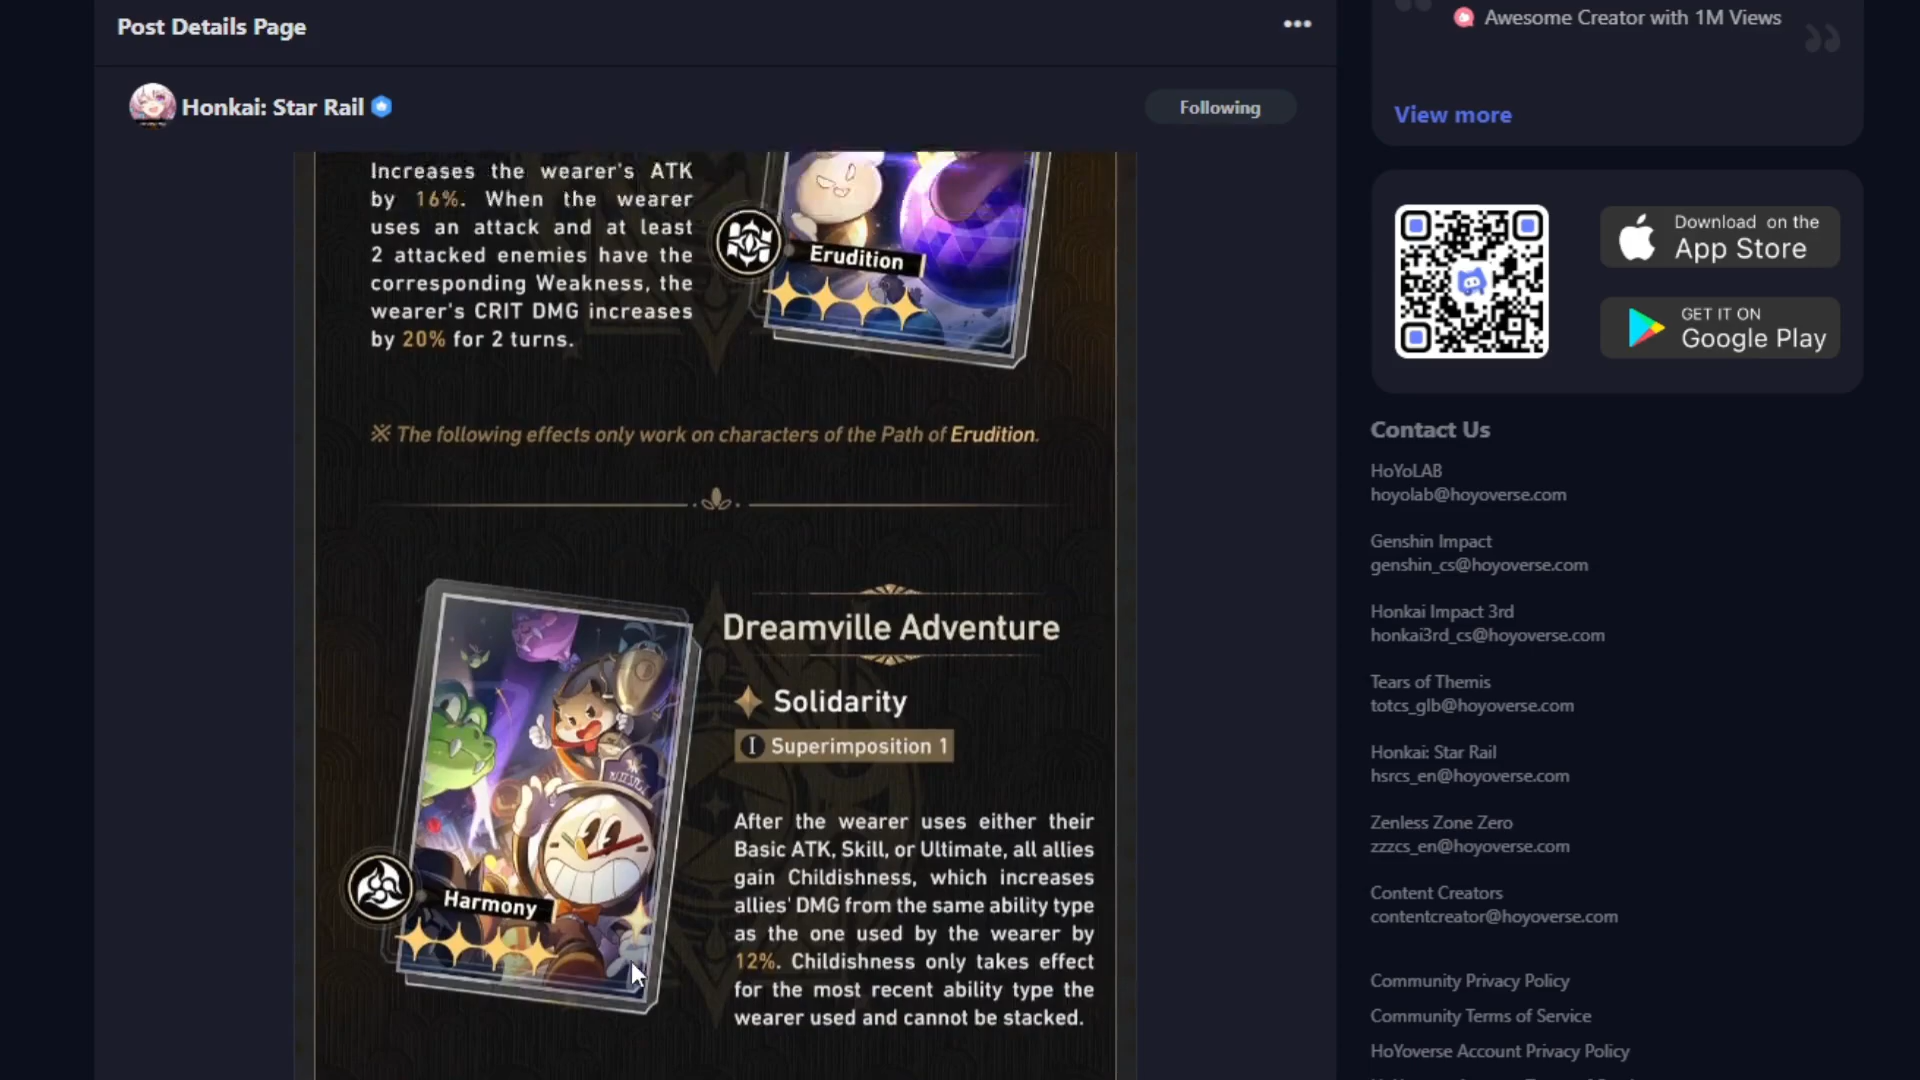 Post Details Page
Honkai: Star Rail
Following
Increases the wearer's ATK
by 16%. When the wearer
uses an attack and at least
2 attacked enemies have the
corresponding Weakness, the
wearer's CRIT DMG increases
by 20% for 2 turns.
Erudition
※ The following effects only work on characters of the Path of Erudition.
Dreamville Adventure
Solidarity
I Superimposition 1
After the wearer uses either their
Basic ATK, Skill, or Ultimate, all allies
gain Childishness, which increases
allies' DMG from the same ability type
as the one used by the wearer by
12%. Childishness only takes effect
for the most recent ability type the
wearer used and cannot be stacked.
Harmony
Awesome Creator with 1M Views
View more
Download on the
App Store
GET IT ON
Google Play
Contact Us
HoYoLAB
hoyolab@hoyoverse.com
Genshin Impact
genshin_cs@hoyoverse.com
Honkai Impact 3rd
honkai3rd_cs@hoyoverse.com
Tears of Themis
totcs_glb@hoyoverse.com
Honkai: Star Rail
hsrcs_en@hoyoverse.com
Zenless Zone Zero
zzzcs_en@hoyoverse.com
Content Creators
contentcreator@hoyoverse.com
Community Privacy Policy
Community Terms of Service
HoYoverse Account Privacy Policy